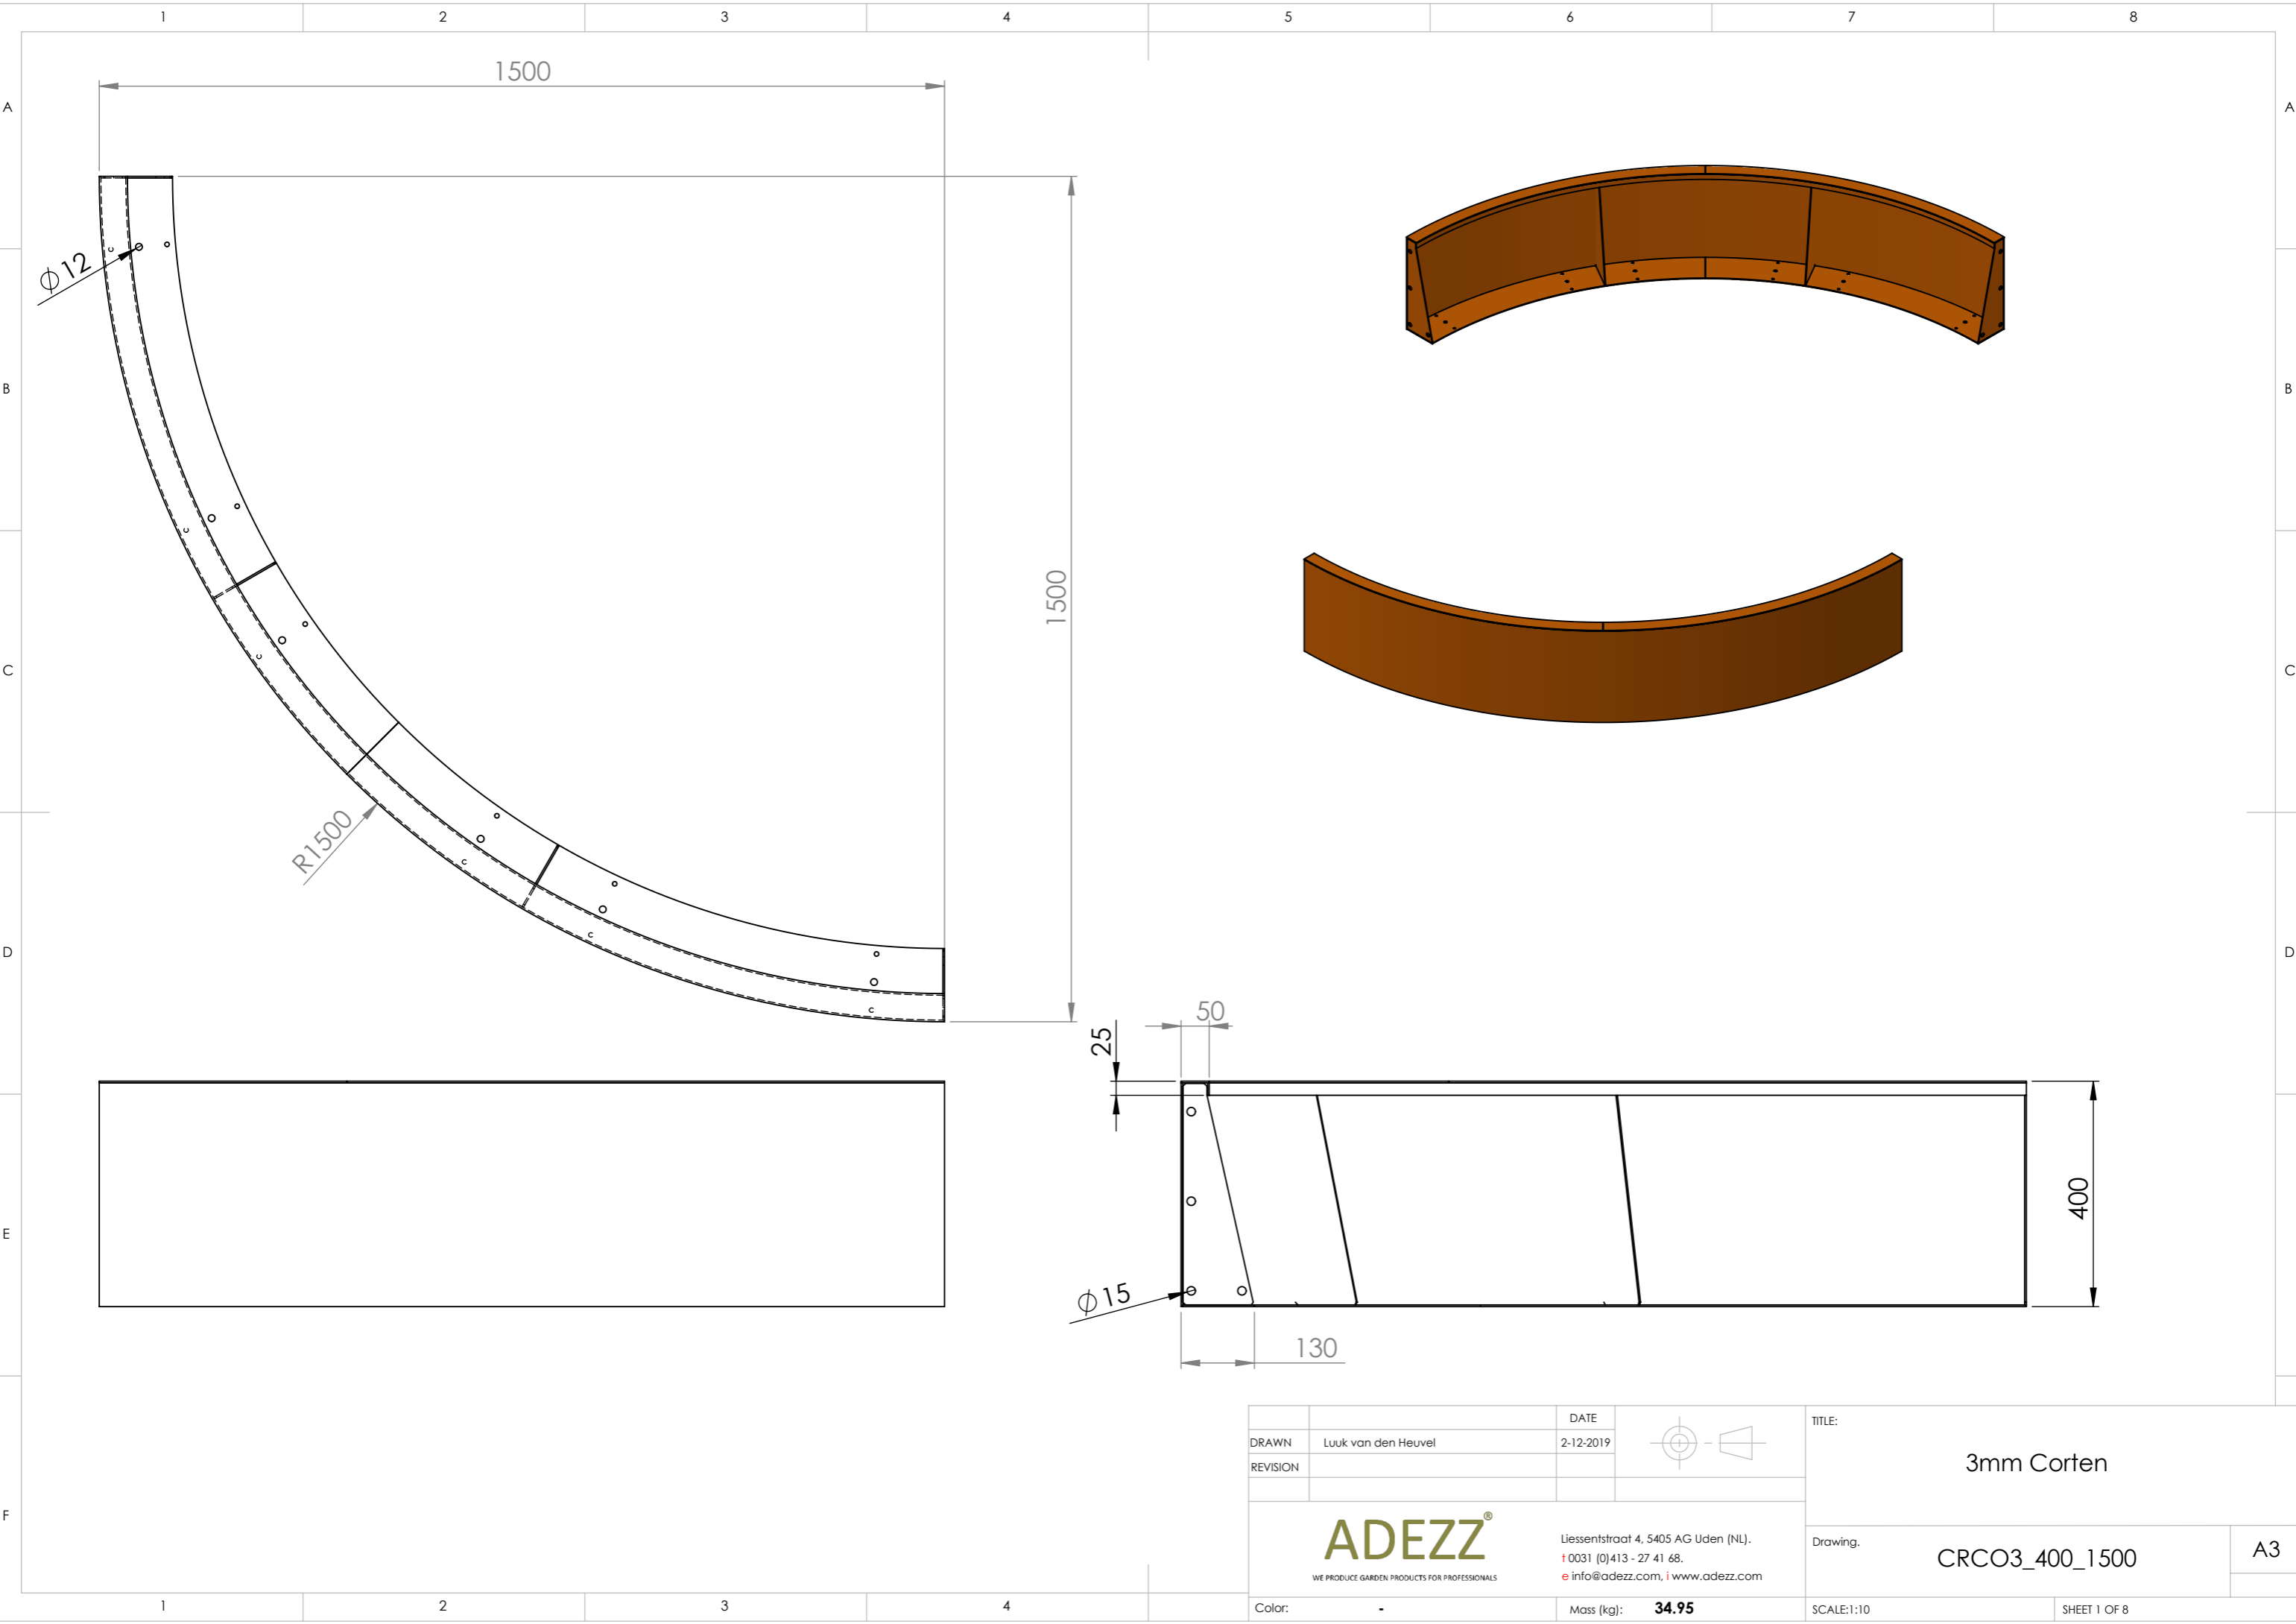 1 2 3 4 5 6 7 8
A A
B B
C C
D D
E E
F
1500
1500
∅12
R1500
50
25
400
∅15
130
DATE
DRAWN Luuk van den Heuvel 2-12-2019
REVISION
TITLE:
3mm Corten
ADEZZ®
WE PRODUCE GARDEN PRODUCTS FOR PROFESSIONALS
Liessentstraat 4, 5405 AG Uden (NL).
t 0031 (0)413 - 27 41 68.
e info@adezz.com, i www.adezz.com
Drawing.
CRCO3_400_1500
A3
Color: -
Mass (kg): 34.95
SCALE:1:10
SHEET 1 OF 8
1 2 3 4